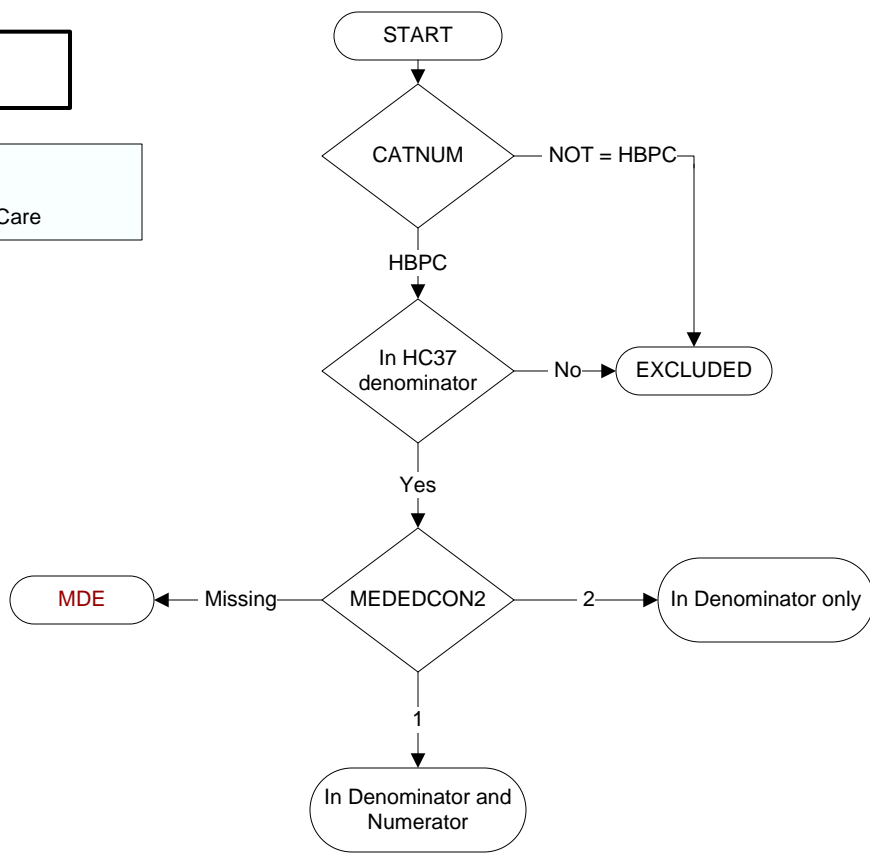 START
CATNUM
NOT = HBPC
Care
HBPC
In HC37
denominator
No
EXCLUDED
Yes
MDE
Missing
MEDEDCON2
2
In Denominator only
1
In Denominator and
Numerator